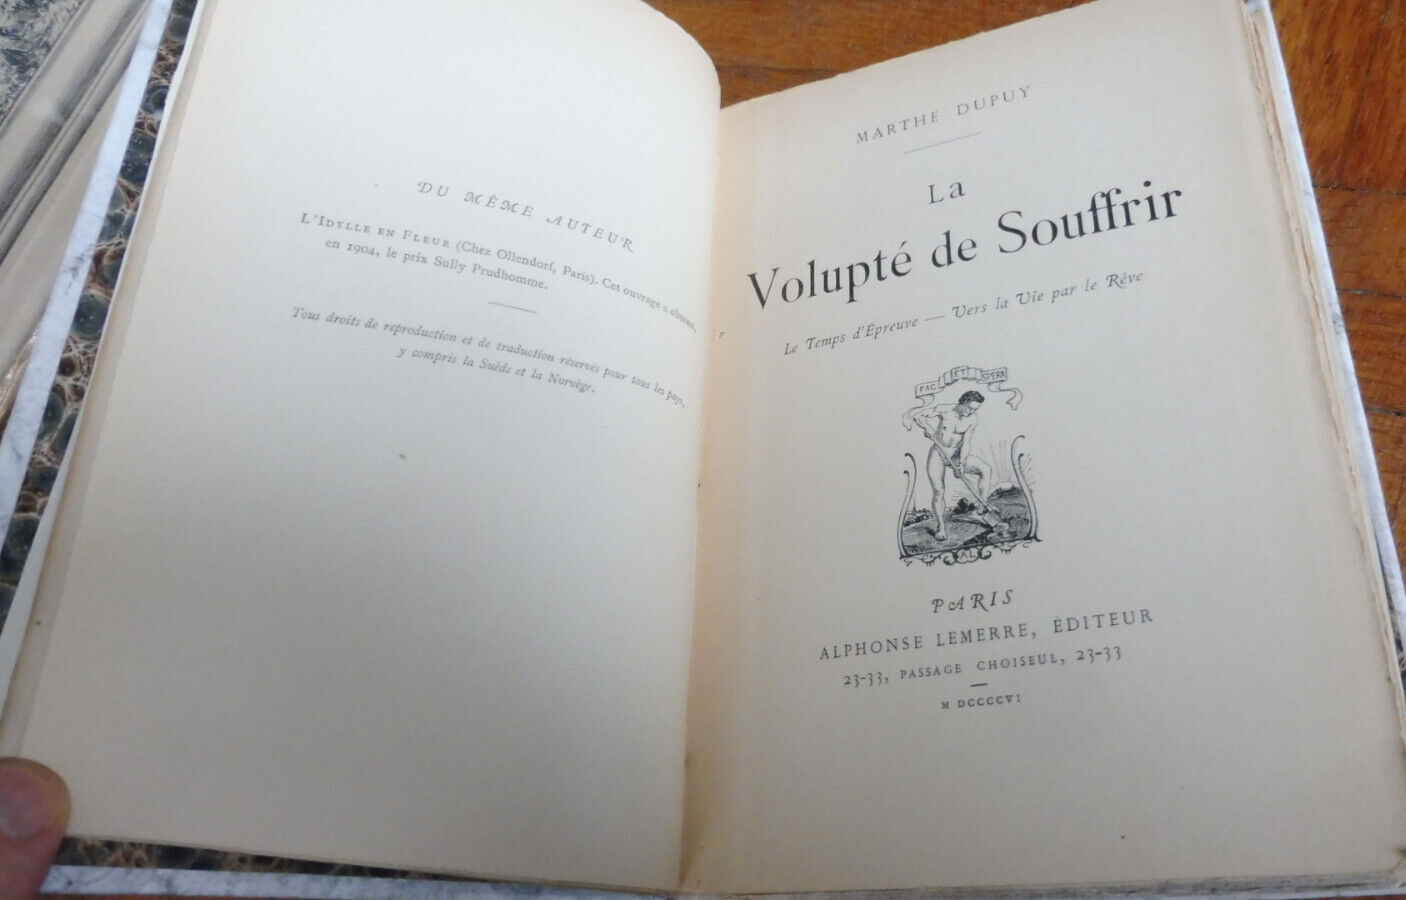 DU MÊME AUTEUR
L'IDYLLE EN FLEUR (Chez Ollendorf, Paris). Cet ouvrage a obtenu,
en 1904, le prix Sully Prudhomme.
Tous droits de reproduction et de traduction réservés pour tous les pays,
y compris la Suède et la Norvège.
MARTHE DUPUY
La
Volupté de Souffrir
Le Temps d'Épreuve — Vers la Vie par le Rêve
FAC ET SPERA
AL
PARIS
ALPHONSE LEMERRE, ÉDITEUR
23-33, PASSAGE CHOISEUL, 23-33
M DCCCCVI